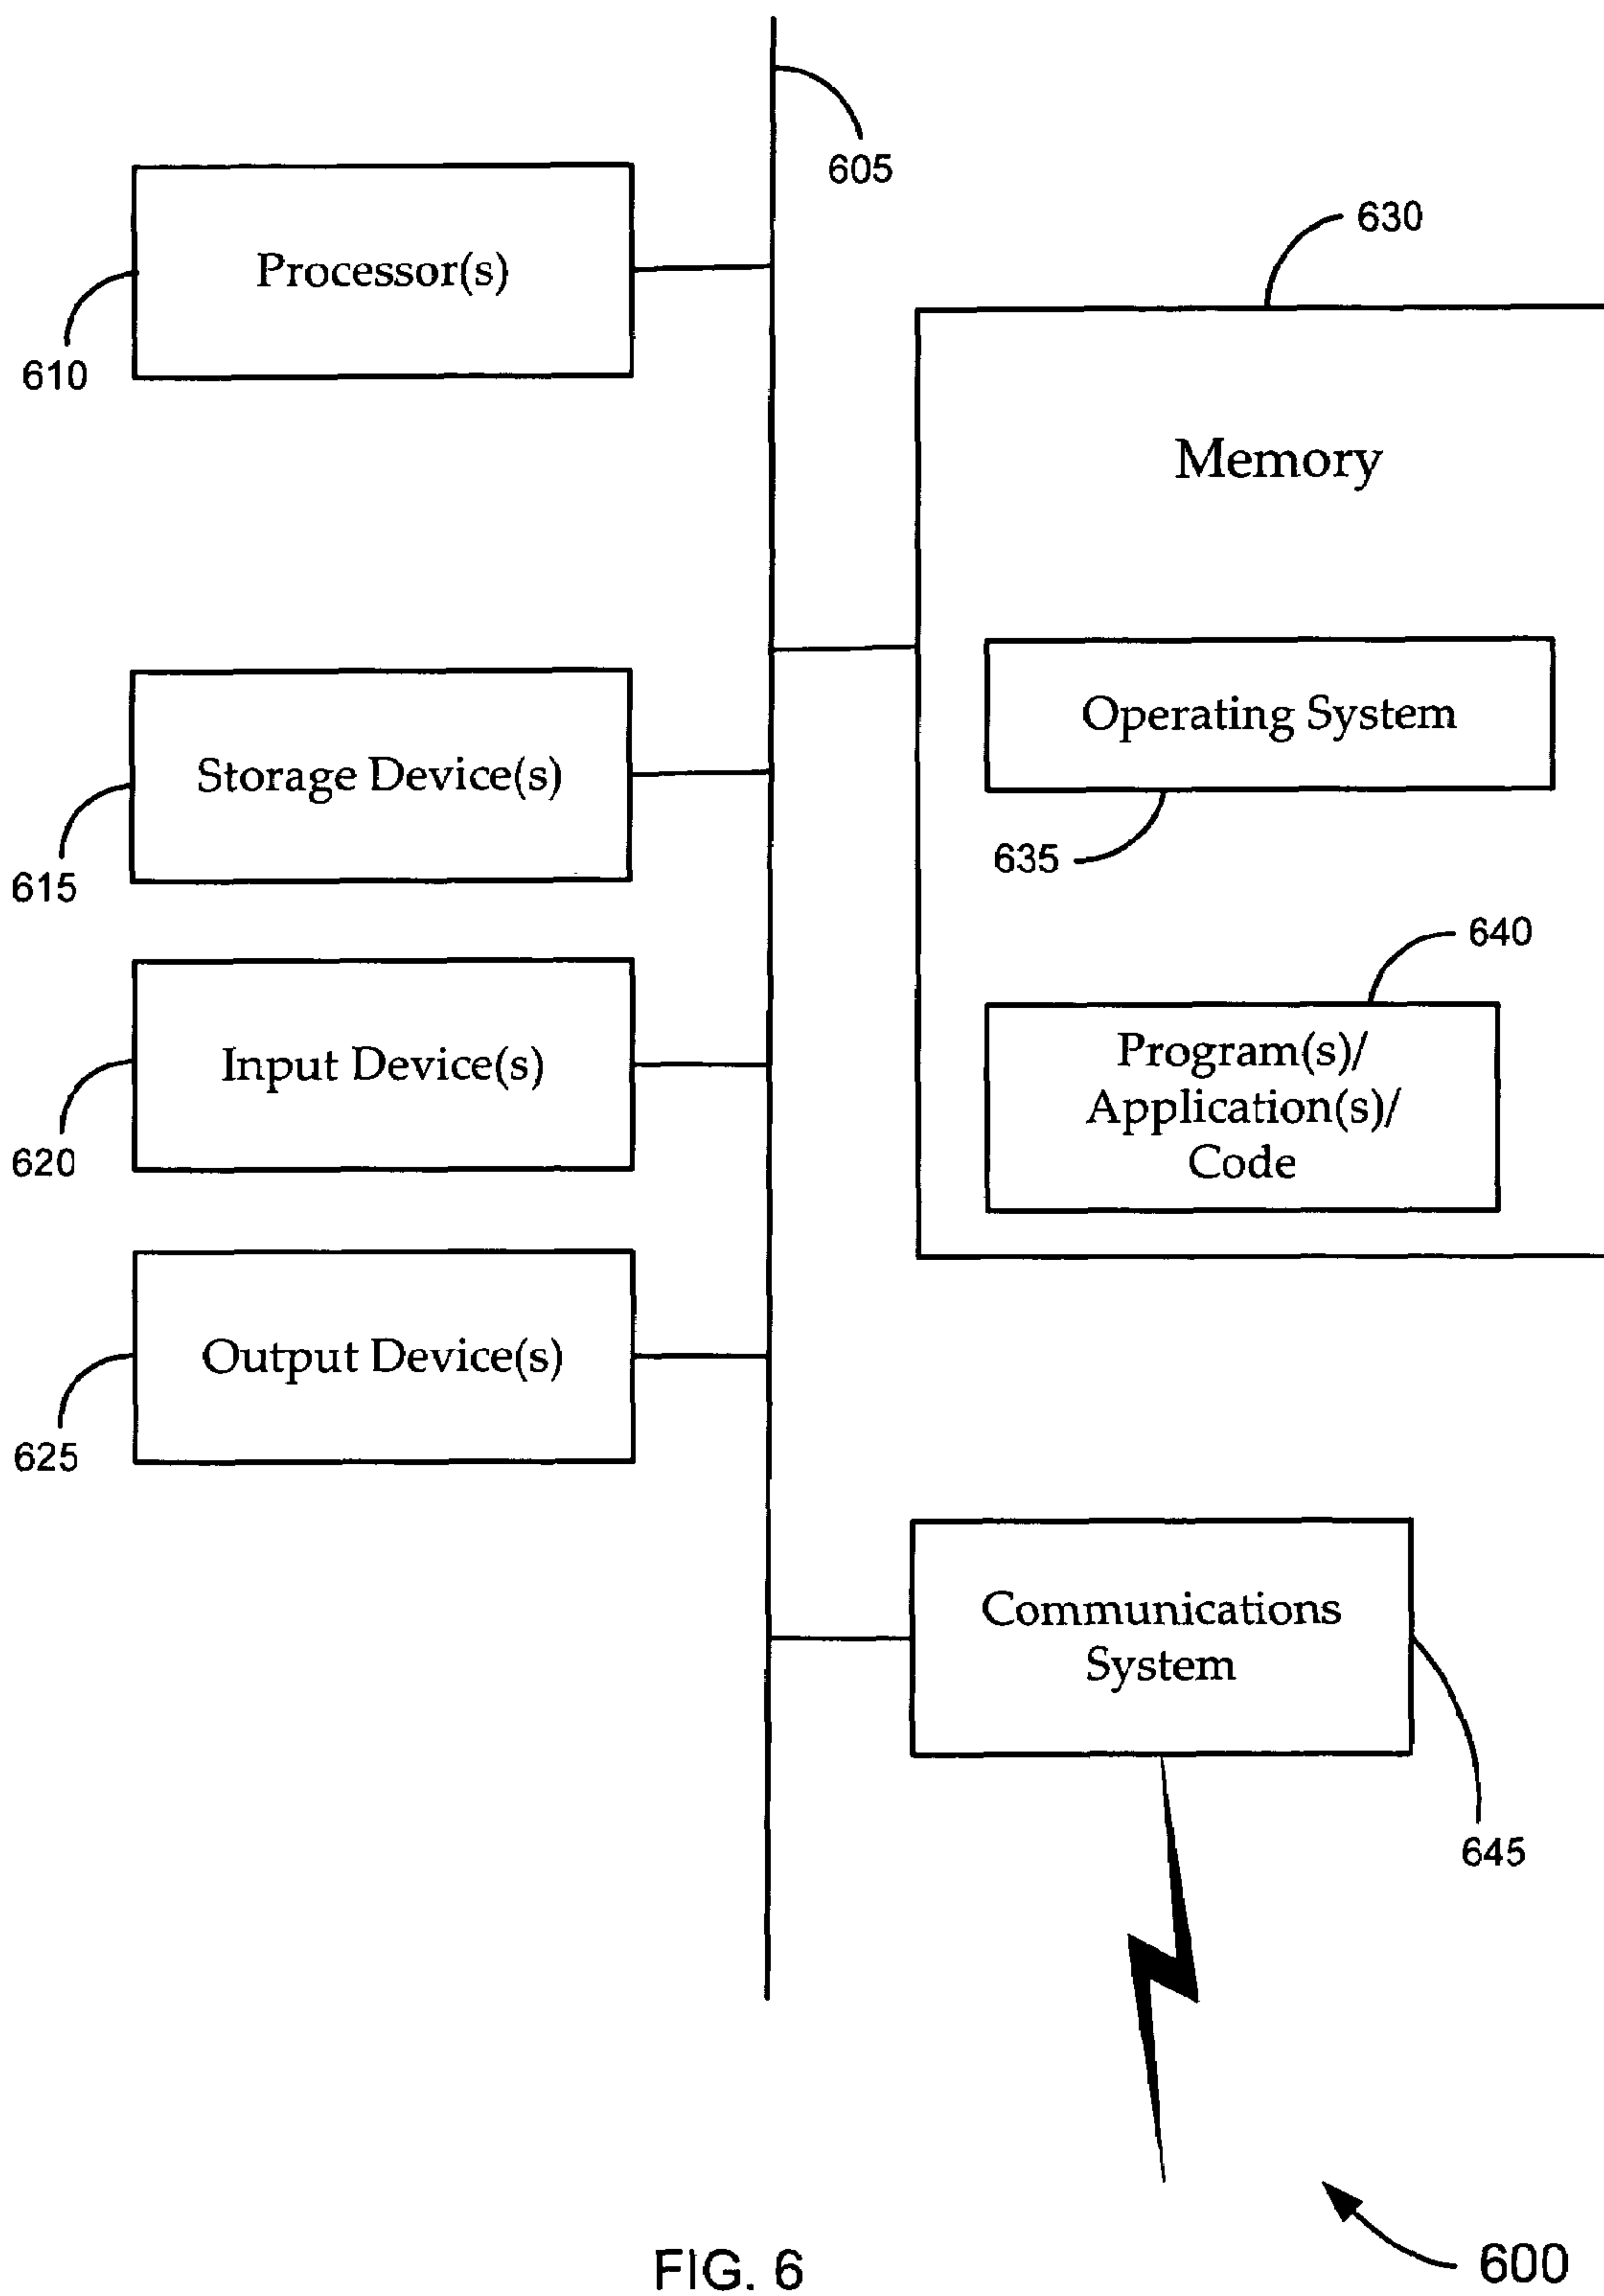 605
630
Processor(s)
610
Memory
Operating System
635
Storage Device(s)
615
640
Program(s)/
Application(s)/
Code
Input Device(s)
620
Output Device(s)
625
Communications
System
645
600
FIG. 6